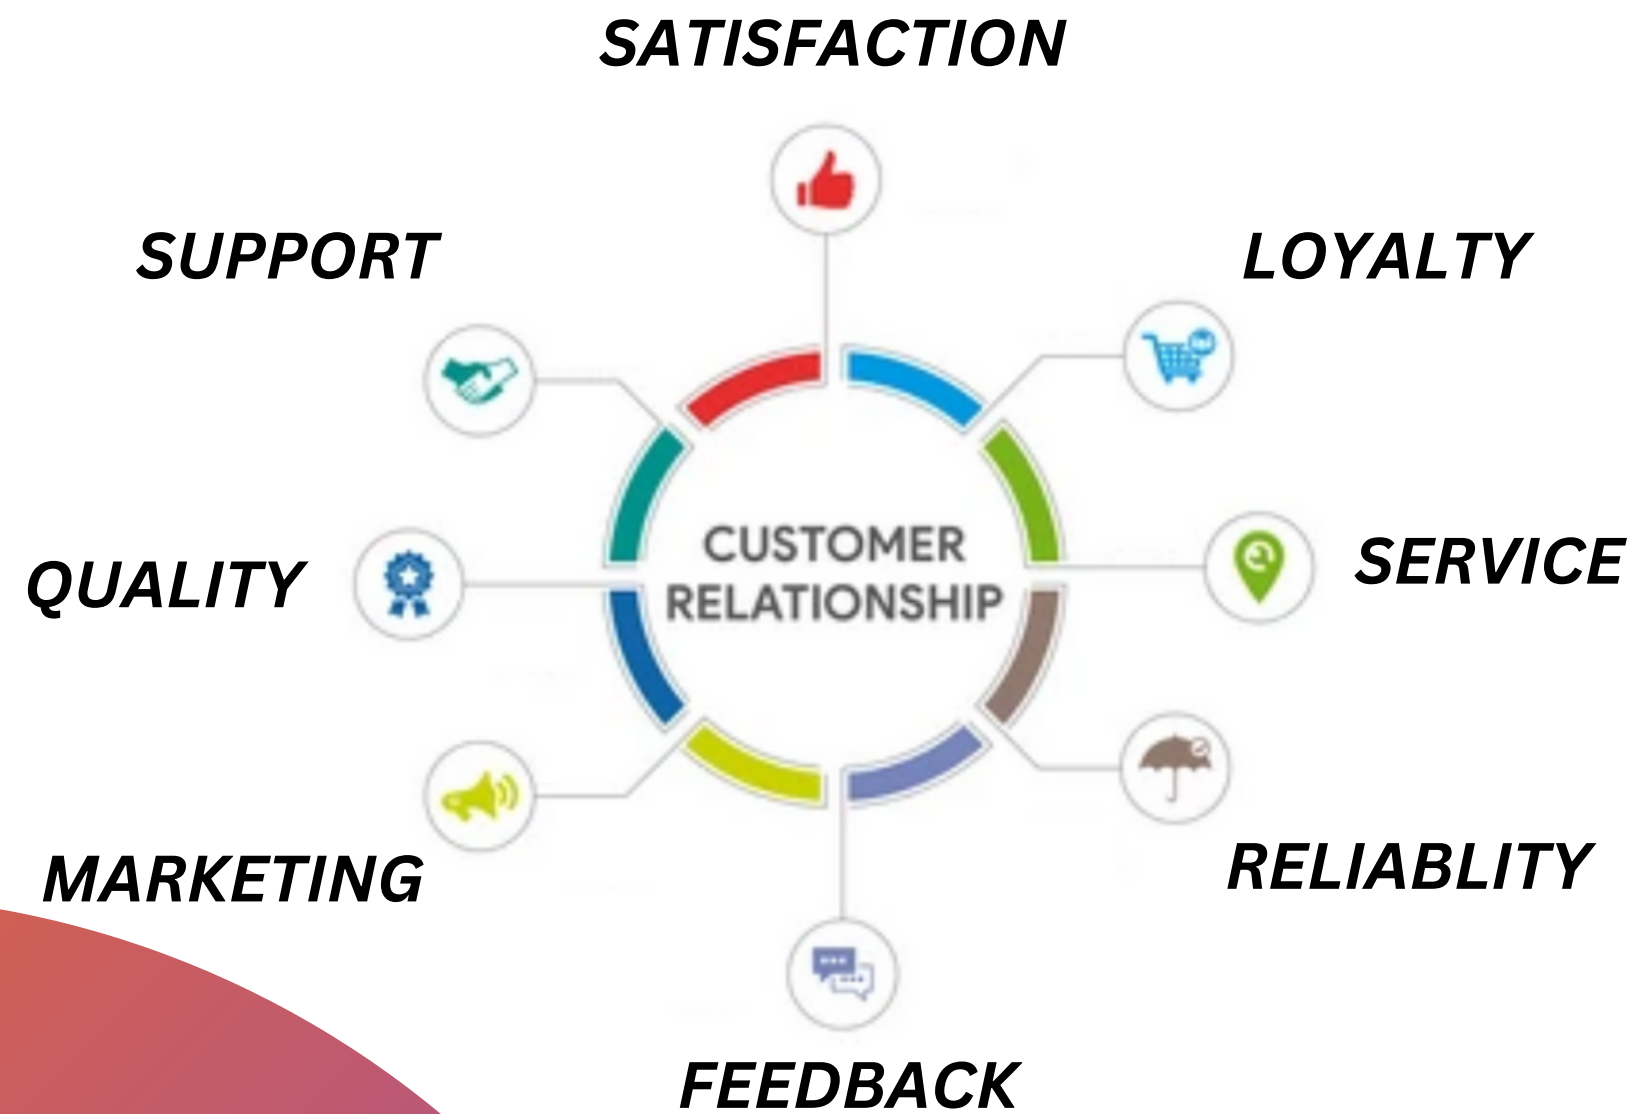 SATISFACTION
SUPPORT
LOYALTY
CUSTOMER
RELATIONSHIP
QUALITY
SERVICE
MARKETING
RELIABLITY
FEEDBACK